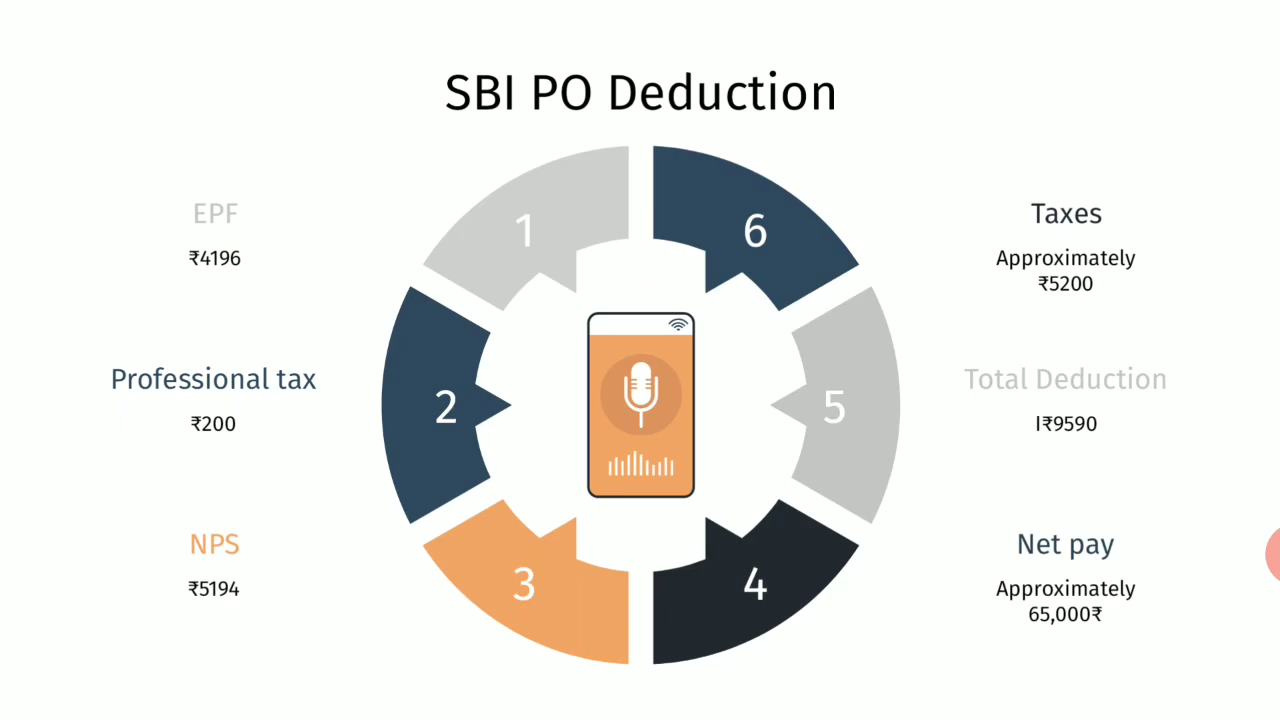 SBI PO Deduction
EPF
₹4196
Professional tax
₹200
NPS
₹5194
1
2
3
6
5
4
Taxes
Approximately
₹5200
Total Deduction
I₹9590
Net pay
Approximately
65,000₹